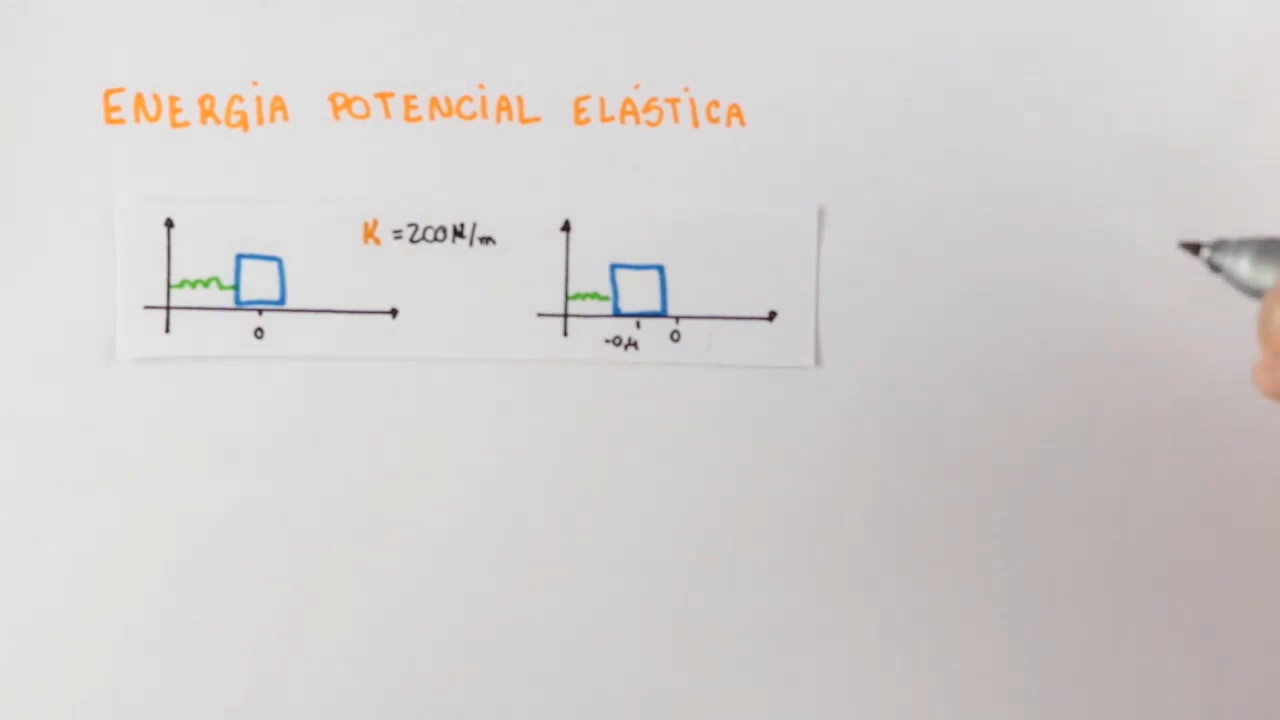 ENERGIA POTENCIAL ELÁSTICA
K = 200 N/m
0
-0,4 0